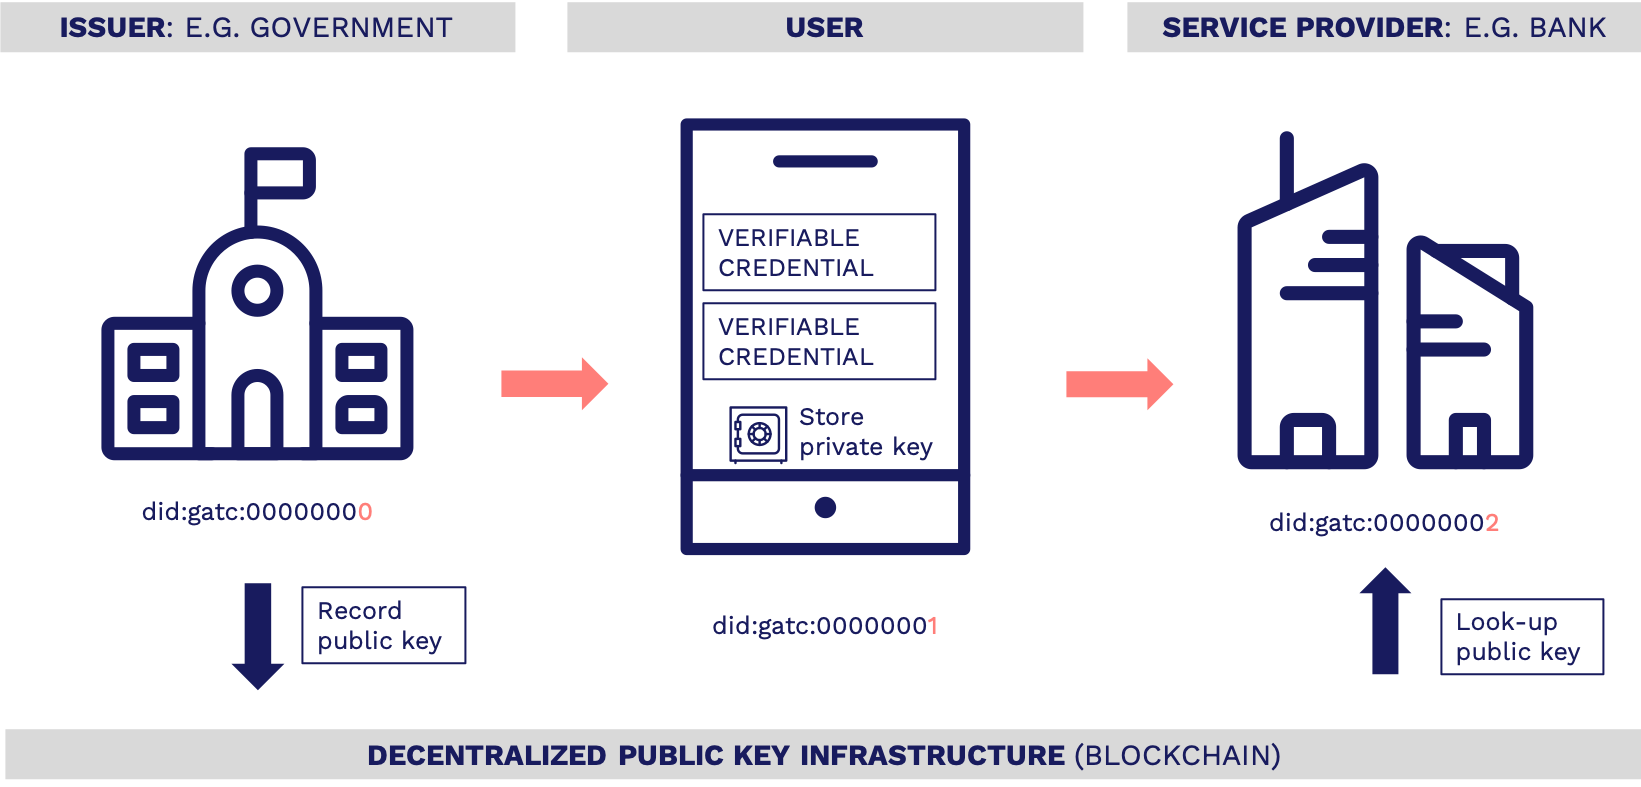 ISSUER: E.G. GOVERNMENT
USER
SERVICE PROVIDER: E.G. BANK
VERIFIABLE
CREDENTIAL
VERIFIABLE
CREDENTIAL
Store
private key
did:gatc:00000000
did:gatc:00000001
did:gatc:00000002
Record
public key
Look-up
public key
DECENTRALIZED PUBLIC KEY INFRASTRUCTURE (BLOCKCHAIN)